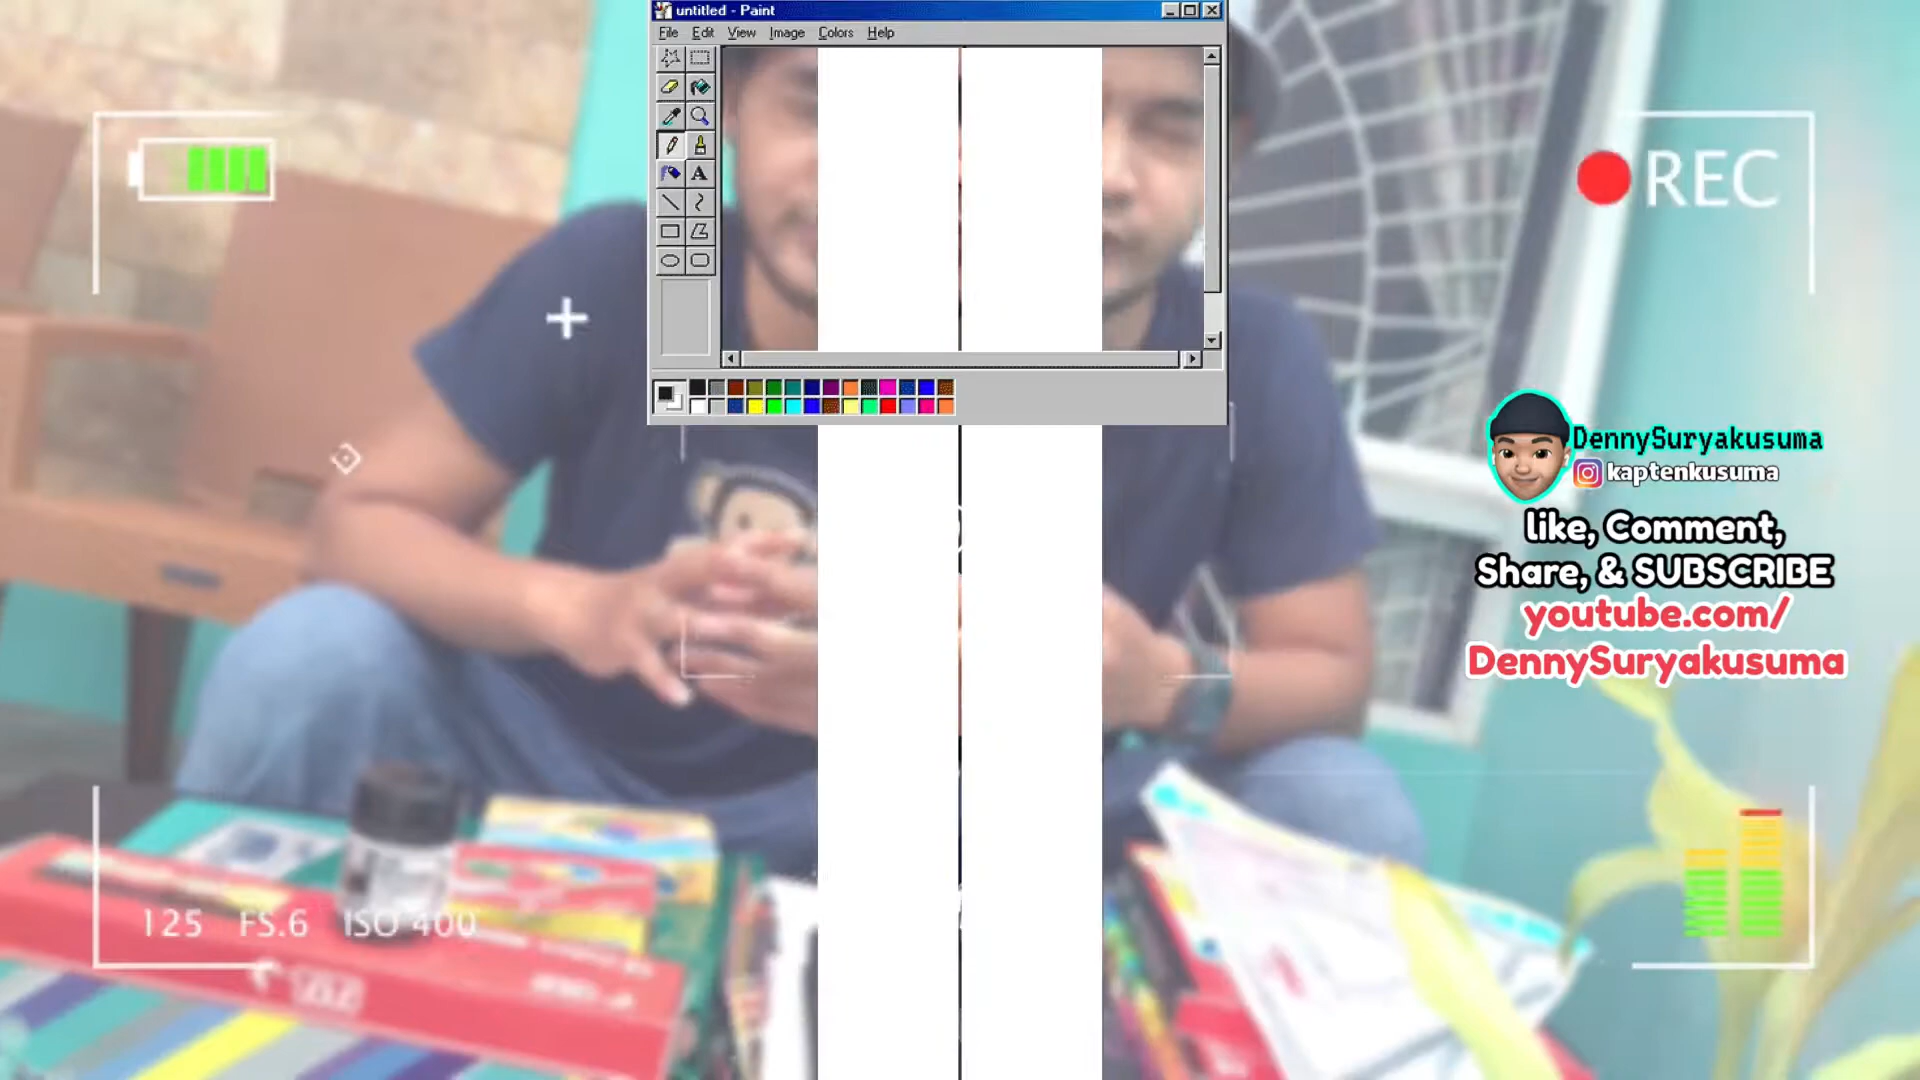 untitled - Paint
File Edit View Image Colors Help
A
REC
DennySuryakusuma
kaptenkusuma
like, Comment,
Share, & SUBSCRIBE
youtube.com/
DennySuryakusuma
125 FS.6 ISO 400